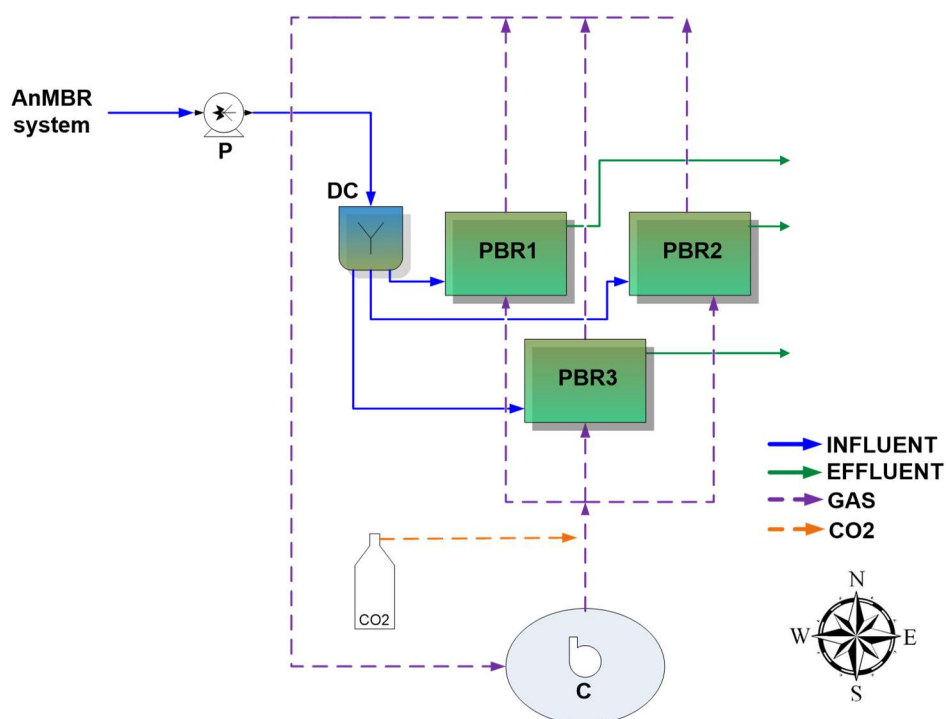 AnMBR
system
P
DC
PBR1
PBR2
PBR3
INFLUENT
EFFLUENT
GAS
CO2
CO2
N
W
E
S
C